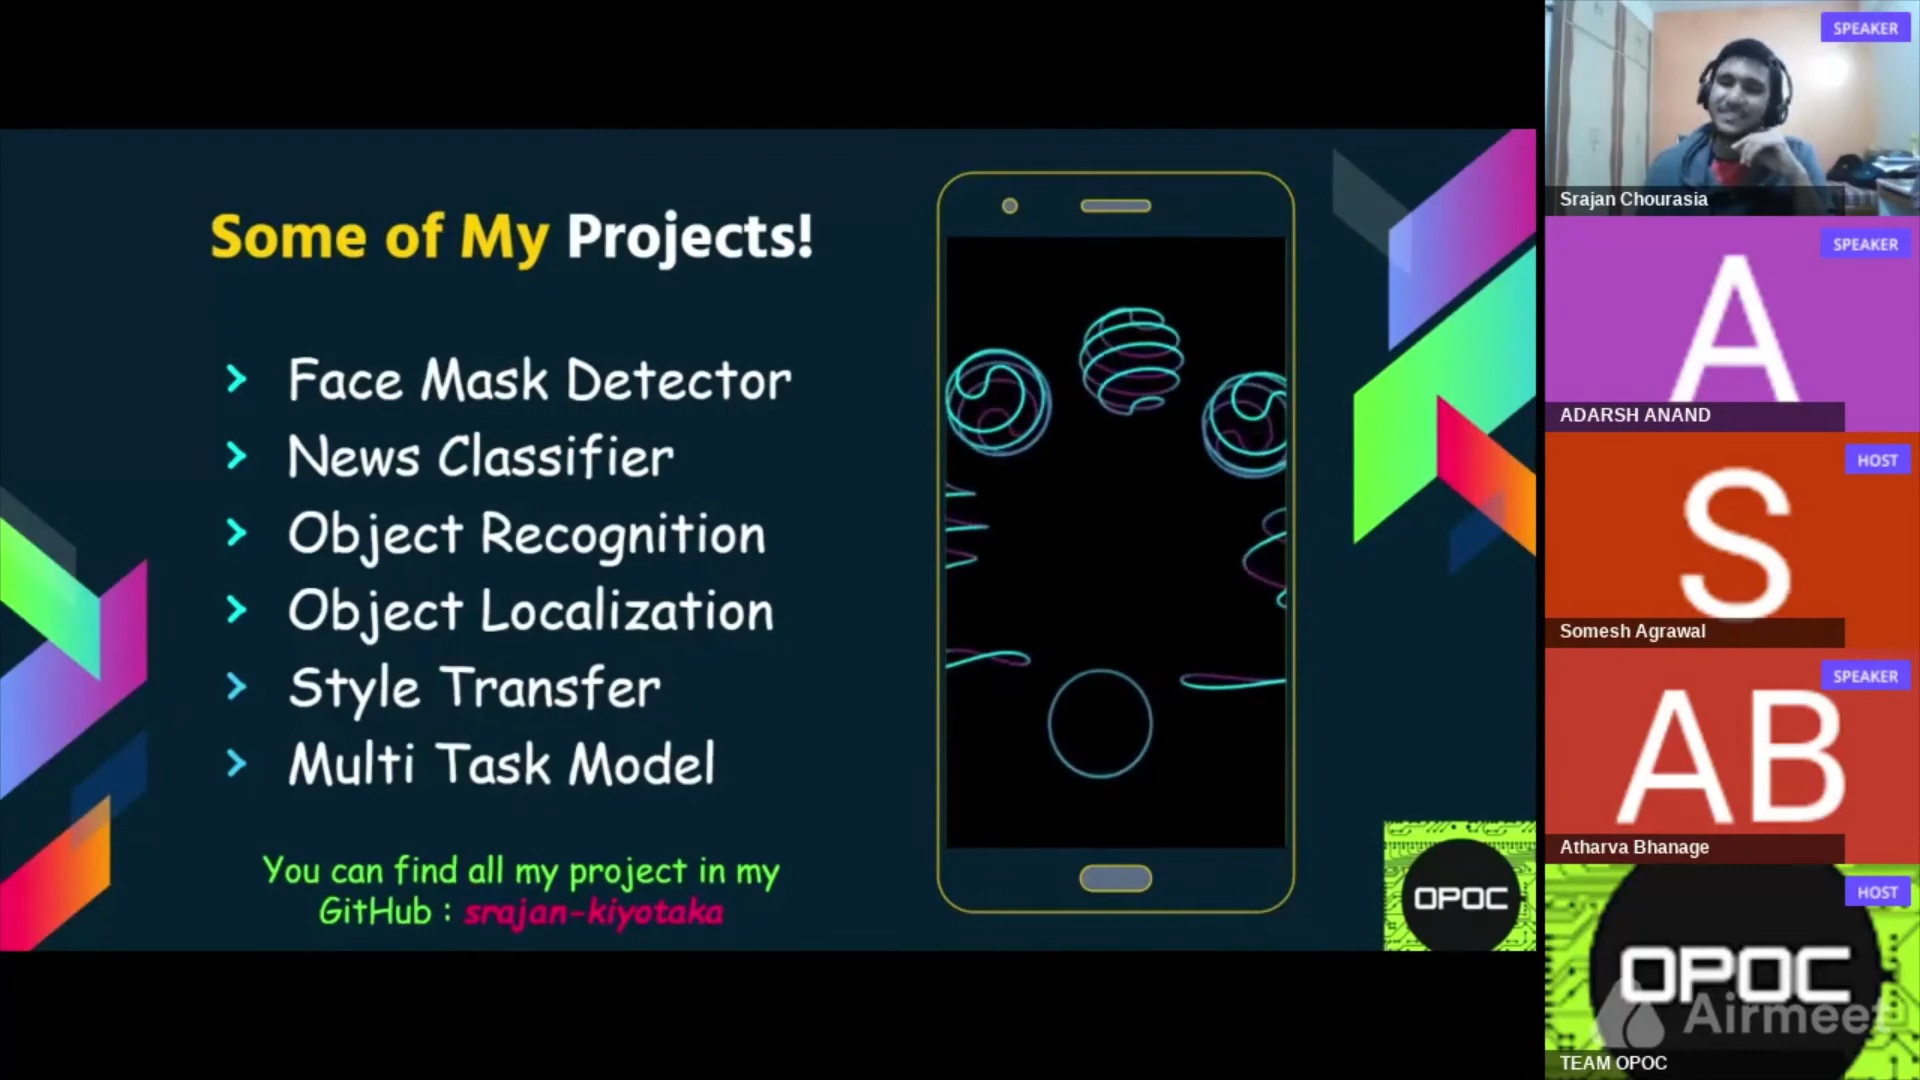 Some of My Projects!
Face Mask Detector
News Classifier
Object Recognition
Object Localization
Style Transfer
Multi Task Model
You can find all my project in my
GitHub : srajan-kiyotaka
OPOC
SPEAKER
Srajan Chourasia
SPEAKER
A
ADARSH ANAND
HOST
S
Somesh Agrawal
SPEAKER
AB
Atharva Bhanage
HOST
OPOC
Airmeet
TEAM OPOC